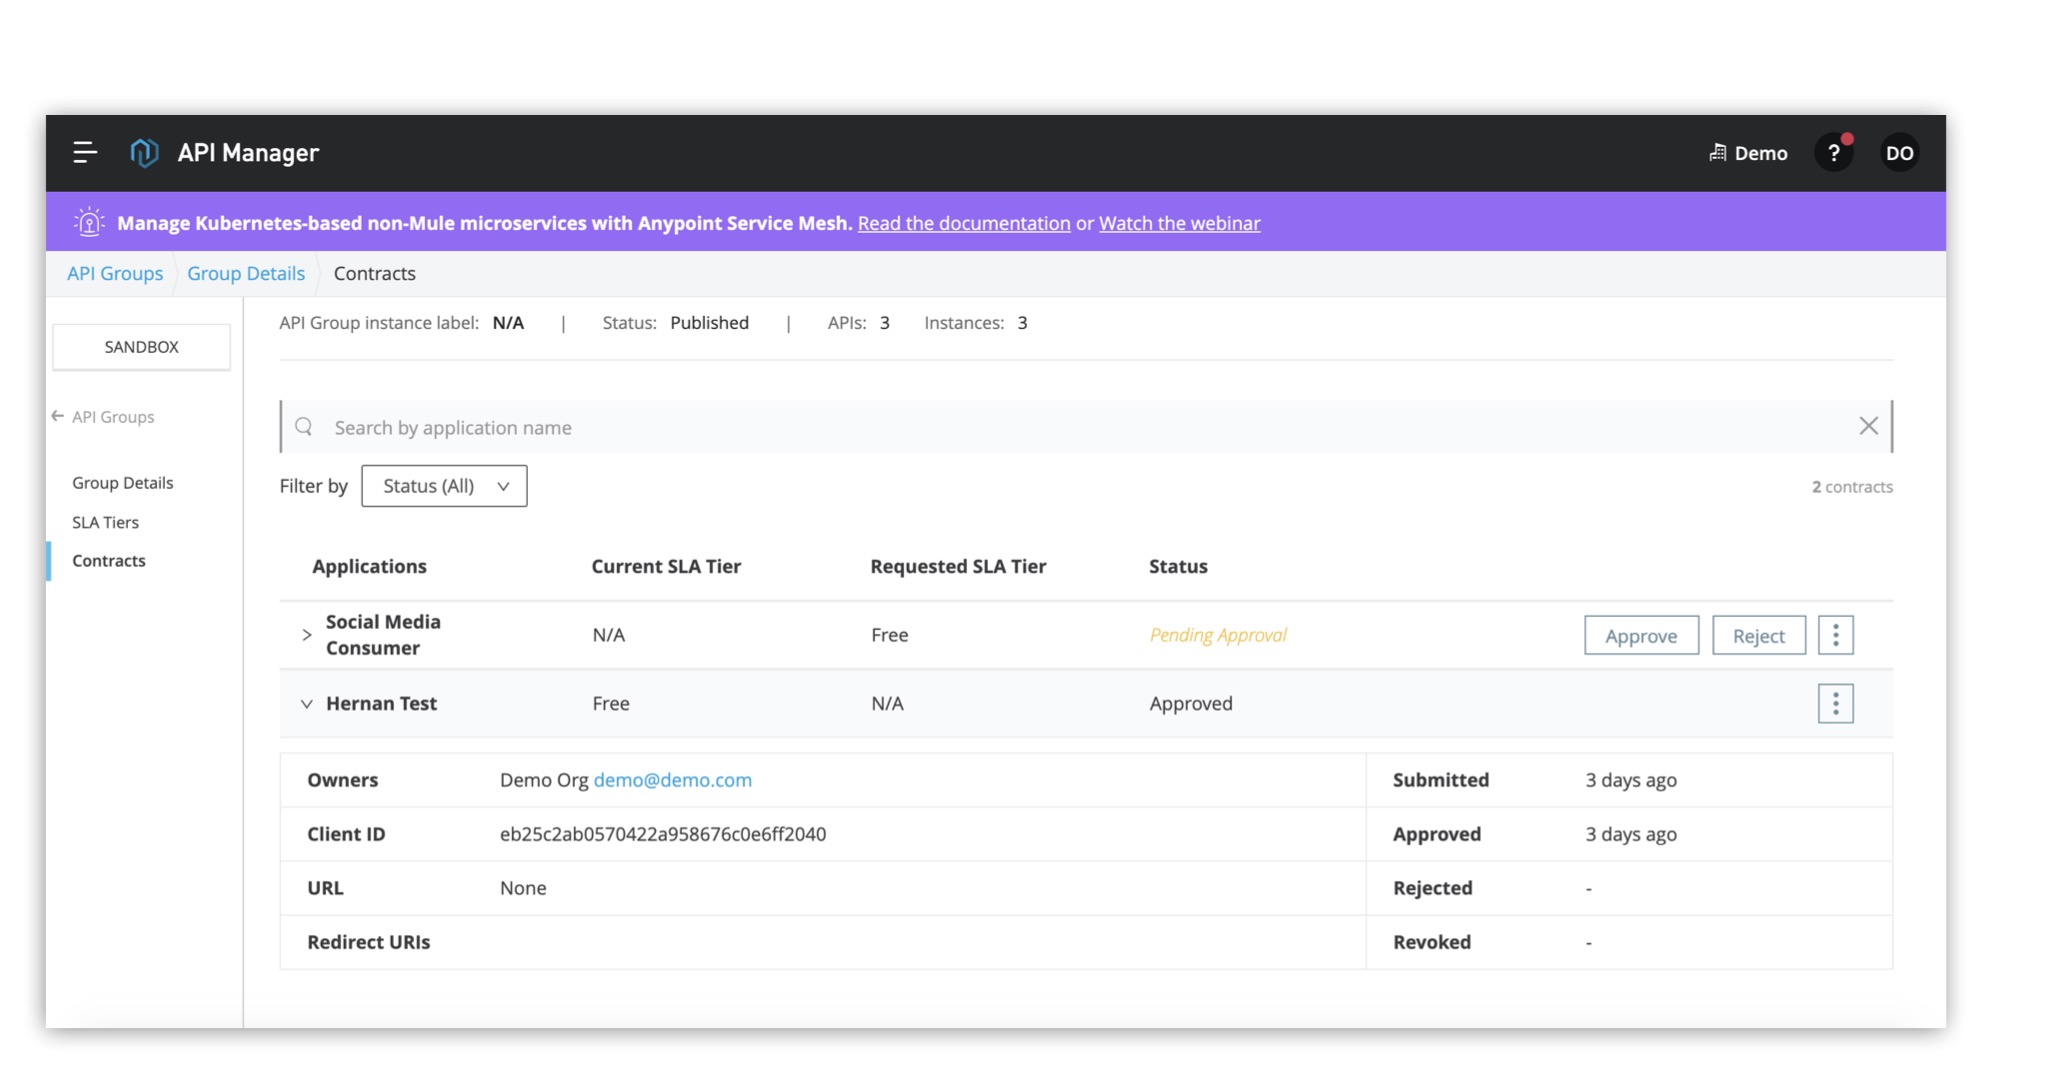 API Manager
Demo
?
DO
Manage Kubernetes-based non-Mule microservices with Anypoint Service Mesh. Read the documentation or Watch the webinar
API Groups
Group Details
Contracts
SANDBOX
API Groups
Group Details
SLA Tiers
Contracts
API Group instance label: N/A | Status: Published | APIs: 3 Instances: 3
Search by application name
Filter by Status (All)
2 contracts
Applications Current SLA Tier Requested SLA Tier Status
Social Media
Consumer
N/A Free Pending Approval Approve Reject
Hernan Test Free N/A Approved
Owners Demo Org demo@demo.com Submitted 3 days ago
Client ID eb25c2ab0570422a958676c0e6ff2040 Approved 3 days ago
URL None Rejected -
Redirect URIs Revoked -